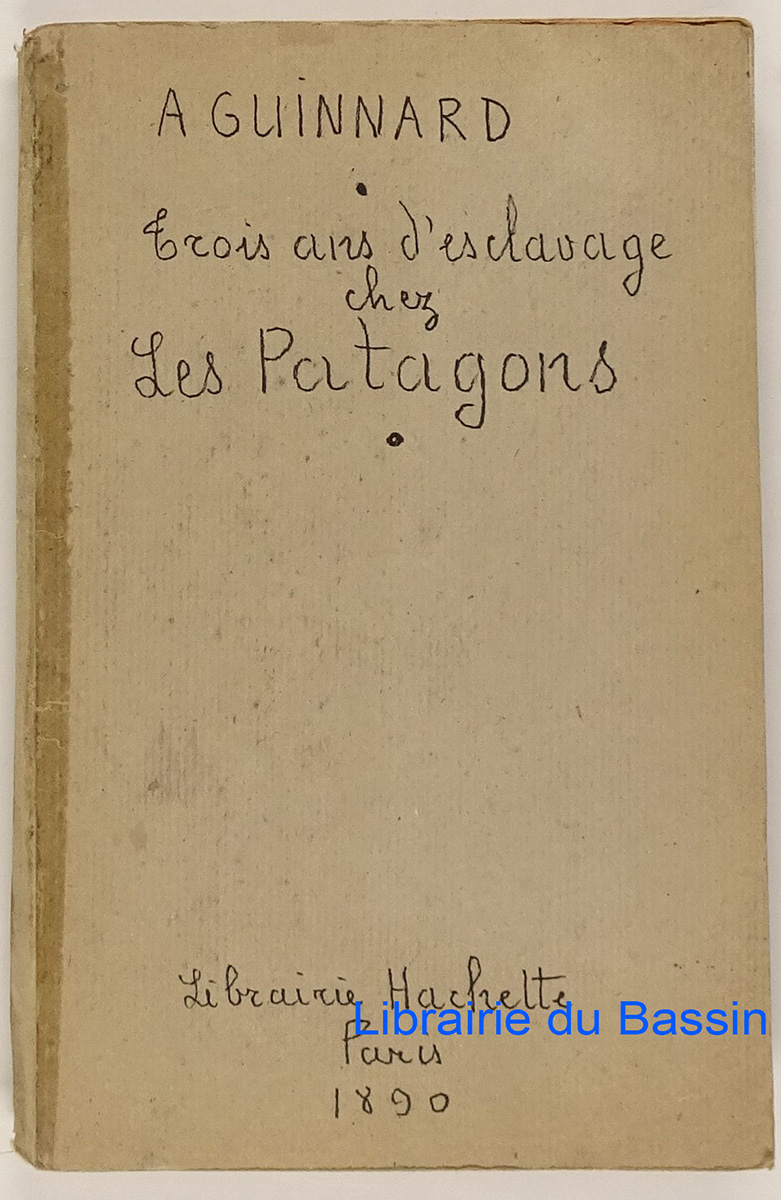 A GUINNARD
Trois ans d'esclavage
chez
Les Patagons
Librairie Hachette
Librairie du Bassin
Paris
1890